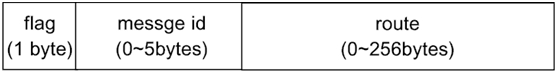 flag
(1 byte)
messge id
(0~5bytes)
route
(0~256bytes)